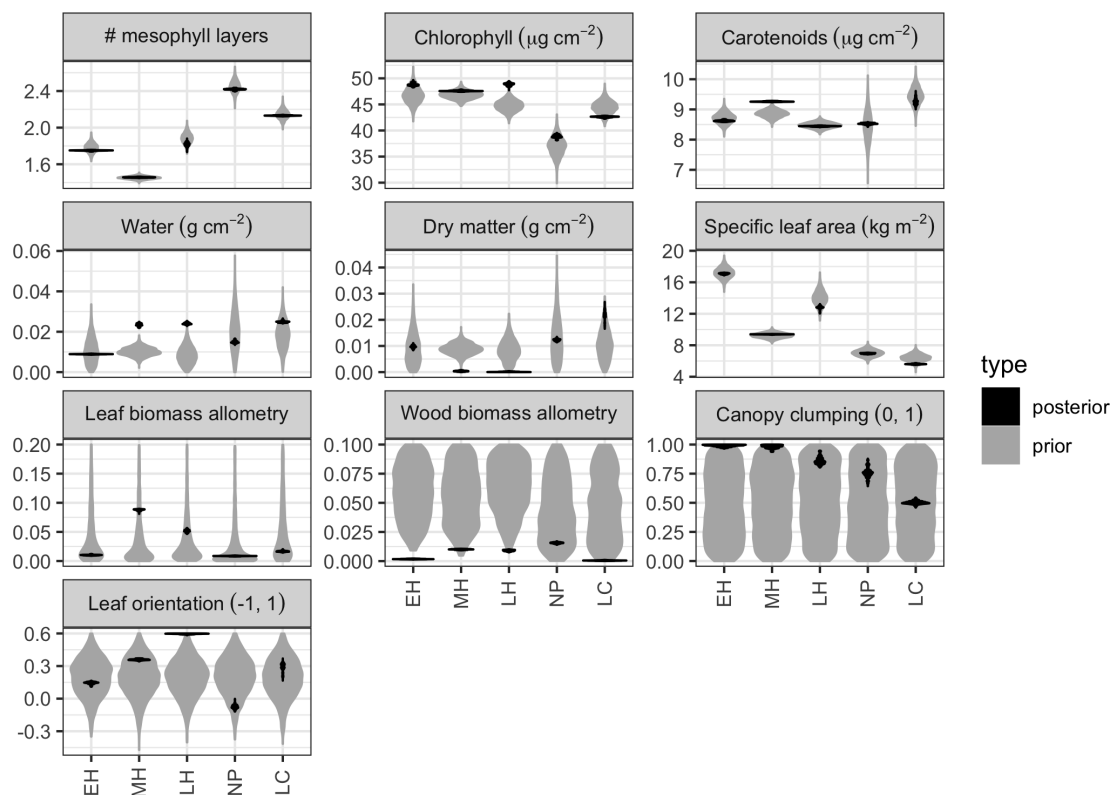 # mesophyll layers
Chlorophyll (μg cm−2)
Carotenoids (μg cm−2)
2.4
2.0
1.6
50
45
40
35
30
10
9
8
7
Water (g cm−2)
Dry matter (g cm−2)
Specific leaf area (kg m−2)
0.06
0.04
0.02
0.00
0.04
0.03
0.02
0.01
0.00
20
16
12
8
4
type
posterior
prior
Leaf biomass allometry
Wood biomass allometry
Canopy clumping (0, 1)
0.20
0.15
0.10
0.05
0.00
0.100
0.075
0.050
0.025
0.000
1.00
0.75
0.50
0.25
0.00
EH
MH
LH
NP
LC
EH
MH
LH
NP
LC
Leaf orientation (-1, 1)
0.6
0.3
0.0
-0.3
EH
MH
LH
NP
LC